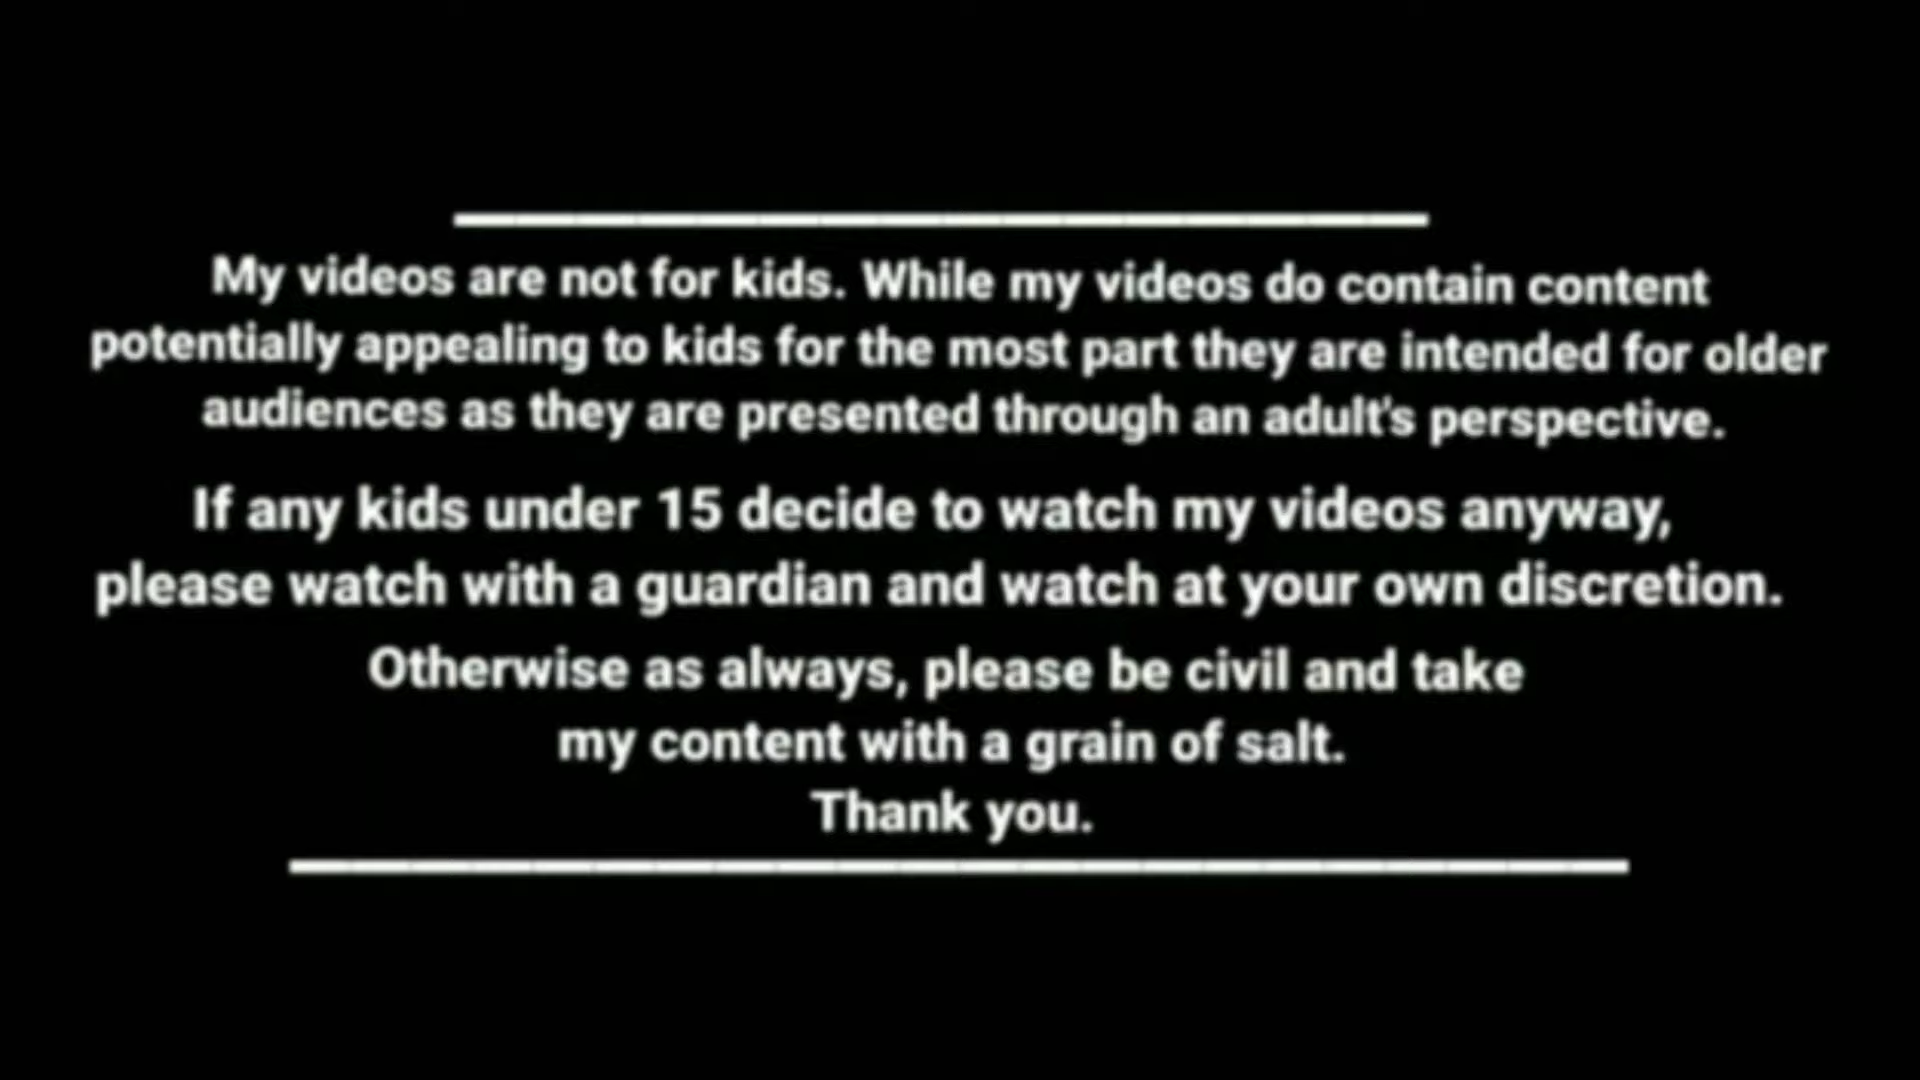 My videos are not for kids. While my videos do contain content
potentially appealing to kids for the most part they are intended for older
audiences as they are presented through an adult's perspective.
If any kids under 15 decide to watch my videos anyway,
please watch with a guardian and watch at your own discretion.
Otherwise as always, please be civil and take
my content with a grain of salt.
Thank you.